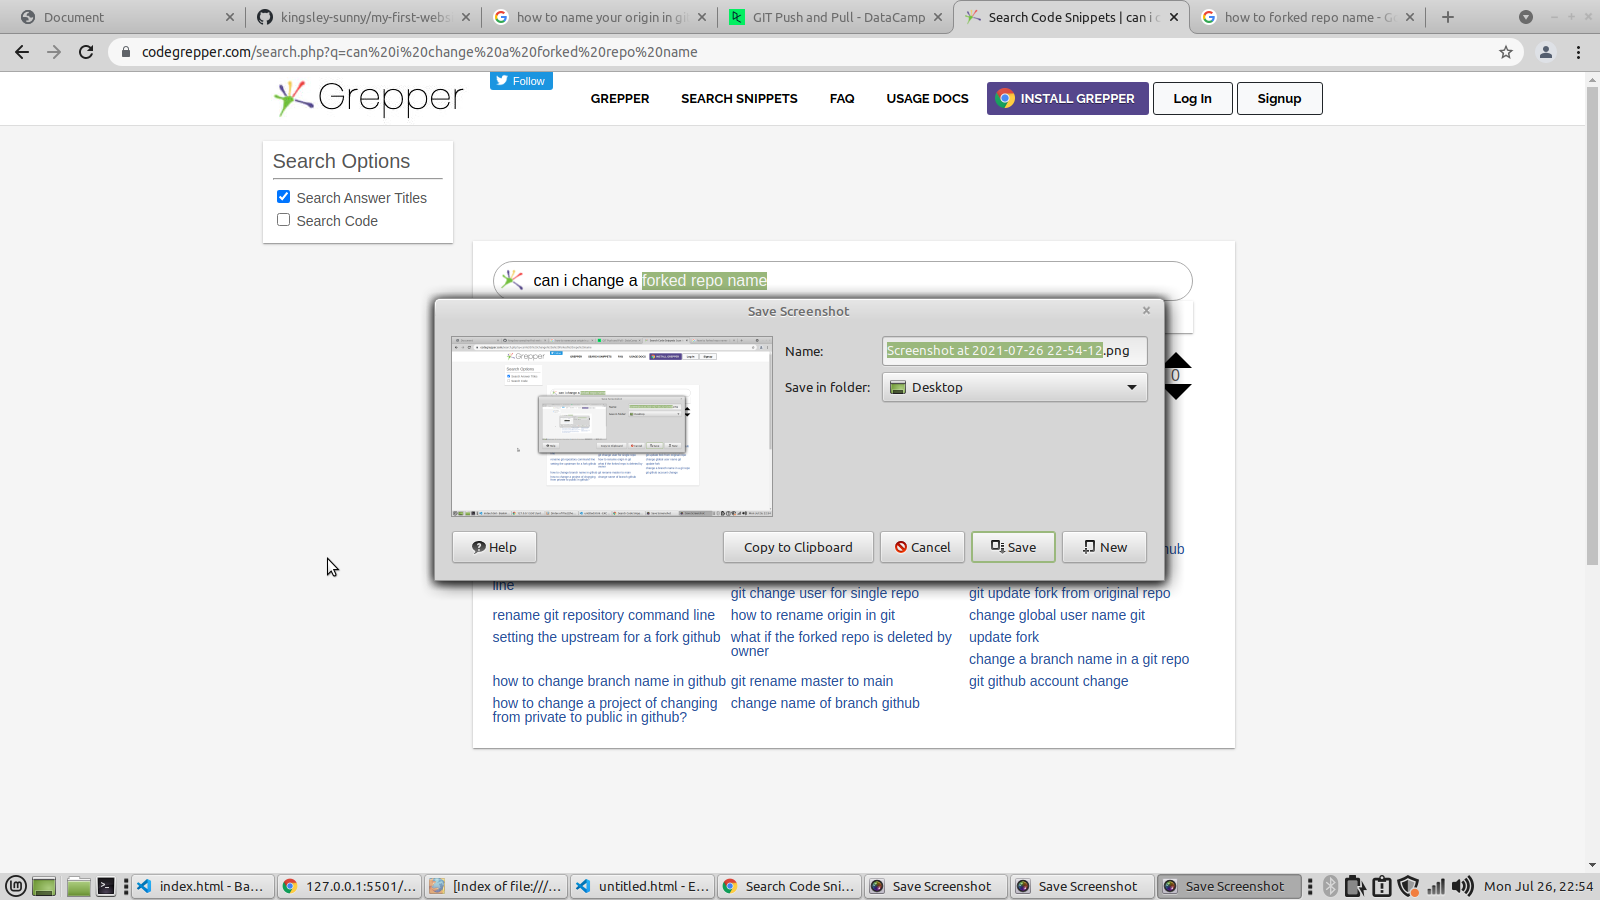 Document
kingsley-sunny/my-first-webs
how to name your origin in gi
GIT Push and Pull - DataCamp
Search Code Snippets | can i c
how to forked repo name - Go
codegrepper.com/search.php?q=can%20i%20change%20a%20forked%20repo%20name
Grepper
Follow
GREPPER
SEARCH SNIPPETS
FAQ
USAGE DOCS
INSTALL GREPPER
Log In
Signup
Search Options
Search Answer Titles
Search Code
can i change a forked repo name
Save Screenshot
Name:
Screenshot at 2021-07-26 22-54-12.png
Save in folder:
Desktop
0
Help
Copy to Clipboard
Cancel
Save
New
line
git change user for single repo
git update fork from original repo
rename git repository command line
how to rename origin in git
change global user name git
setting the upstream for a fork github
what if the forked repo is deleted by
owner
update fork
change a branch name in a git repo
how to change branch name in github
git rename master to main
git github account change
how to change a project of changing
from private to public in github?
change name of branch github
index.html - Ba...
127.0.0.1:5501/...
[Index of file:///...
untitled.html - E...
Search Code Sni...
Save Screenshot
Save Screenshot
Save Screenshot
Mon Jul 26, 22:54